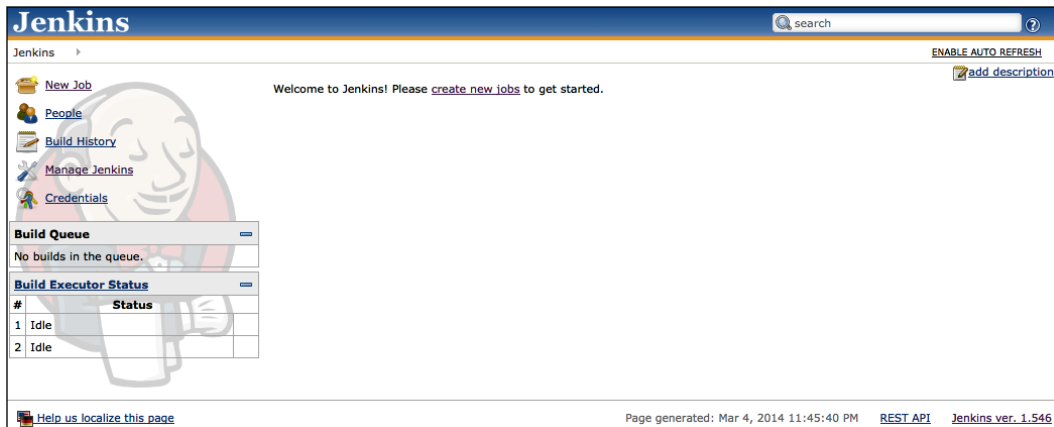 Jenkins
search
Jenkins
ENABLE AUTO REFRESH
add description
New Job
Welcome to Jenkins! Please create new jobs to get started.
People
Build History
Manage Jenkins
Credentials
Build Queue
No builds in the queue.
Build Executor Status
# Status
1 Idle
2 Idle
Help us localize this page
Page generated: Mar 4, 2014 11:45:40 PM REST API Jenkins ver. 1.546